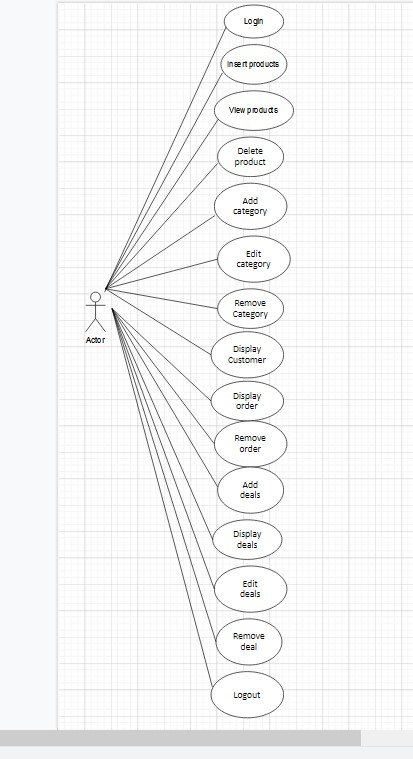 Login
Insert products
View products
Delete
product
Add
category
Edit
category
Remove
Category
Actor
Display
Customer
Display
order
Remove
order
Add
deals
Display
deals
Edit
deals
Remove
deal
Logout